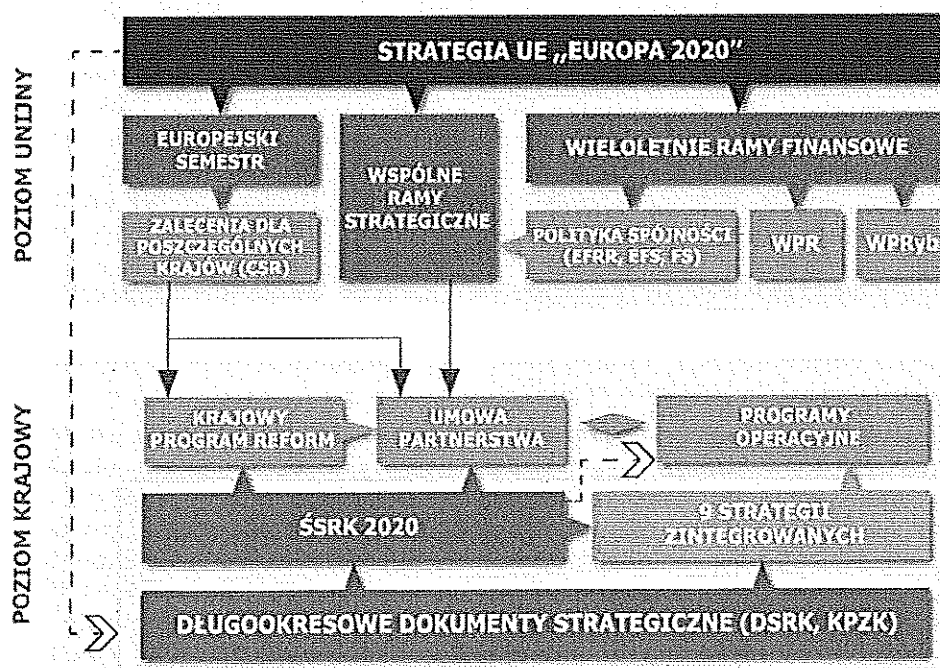 STRATEGIA UE „EUROPA 2020”
POZIOM UNIJNY
EUROPEJSKI
SEMESTR
WSPÓLNE
RAMY
STRATEGICZNE
WIELOLETNIE RAMY FINANSOWE
ZALECENIA DLA
POSZCZEGÓLNYCH
KRAJÓW (CSR)
POLITYKA SPÓJNOŚCI
(EFRR, EFS, FS)
WPR
WPRyb
POZIOM KRAJOWY
KRAJOWY
PROGRAM REFORM
UMOWA
PARTNERSTWA
PROGRAMY
OPERACYJNE
ŚSRK 2020
9 STRATEGII
ZINTEGROWANYCH
DŁUGOOKRESOWE DOKUMENTY STRATEGICZNE (DSRK, KPZK)